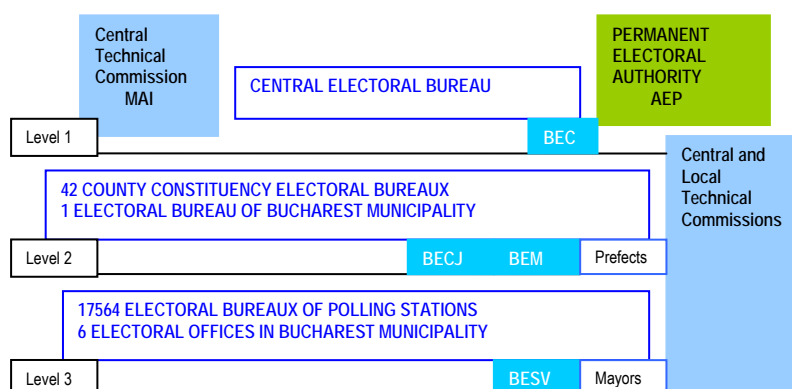 Central
Technical
Commission
MAI
CENTRAL ELECTORAL BUREAU
PERMANENT
ELECTORAL
AUTHORITY
AEP
Level 1
BEC
Central and
Local
Technical
Commissions
42 COUNTY CONSTITUENCY ELECTORAL BUREAUX
1 ELECTORAL BUREAU OF BUCHAREST MUNICIPALITY
Level 2
BECJ
BEM
Prefects
17564 ELECTORAL BUREAUX OF POLLING STATIONS
6 ELECTORAL OFFICES IN BUCHAREST MUNICIPALITY
Level 3
BESV
Mayors